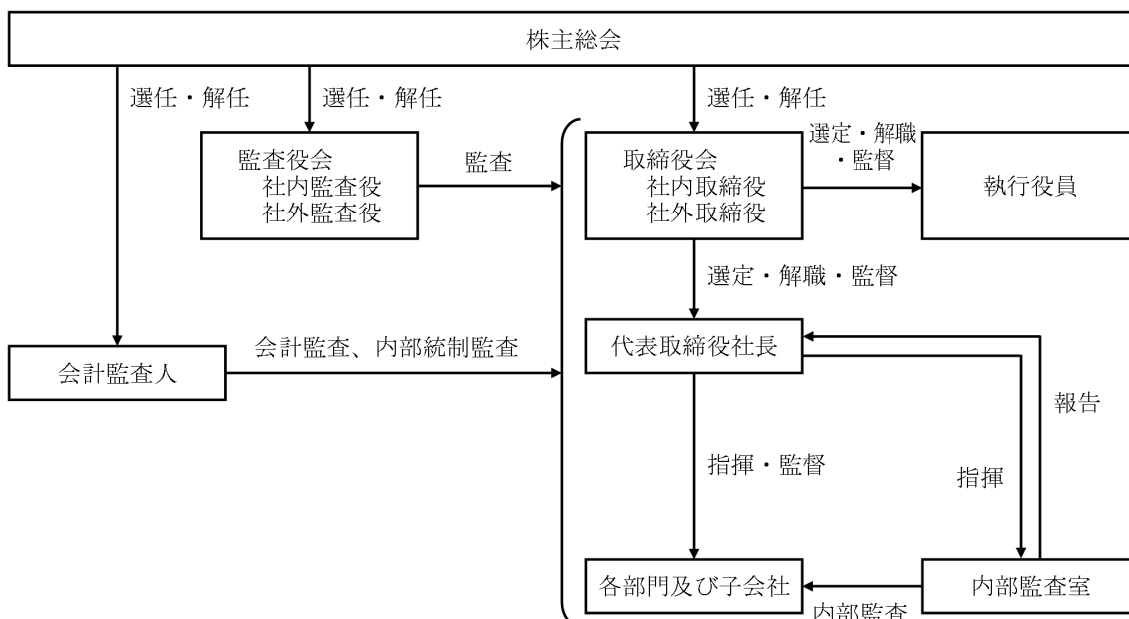 株主総会
選任・解任
選任・解任
選任・解任
監査役会
社内監査役
社外監査役
監査
取締役会
社内取締役
社外取締役
選定・解職
・監督
執行役員
選定・解職・監督
会計監査人
会計監査、内部統制監査
代表取締役社長
報告
指揮・監督
指揮
各部門及び子会社
内部監査
内部監査室